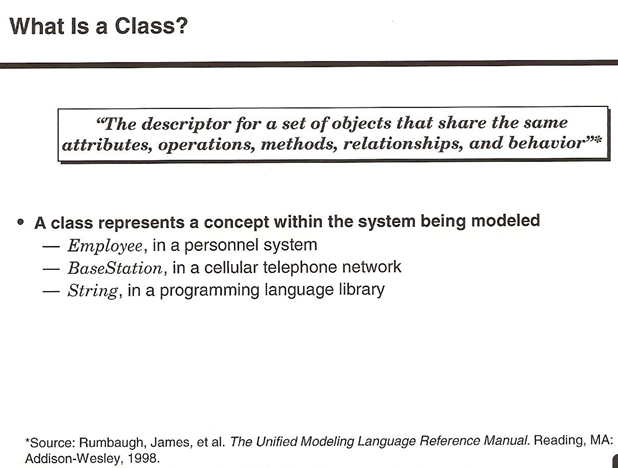 What Is a Class?
“The descriptor for a set of objects that share the same
attributes, operations, methods, relationships, and behavior”*
• A class represents a concept within the system being modeled
— Employee, in a personnel system
— BaseStation, in a cellular telephone network
— String, in a programming language library
*Source: Rumbaugh, James, et al. The Unified Modeling Language Reference Manual. Reading, MA:
Addison-Wesley, 1998.